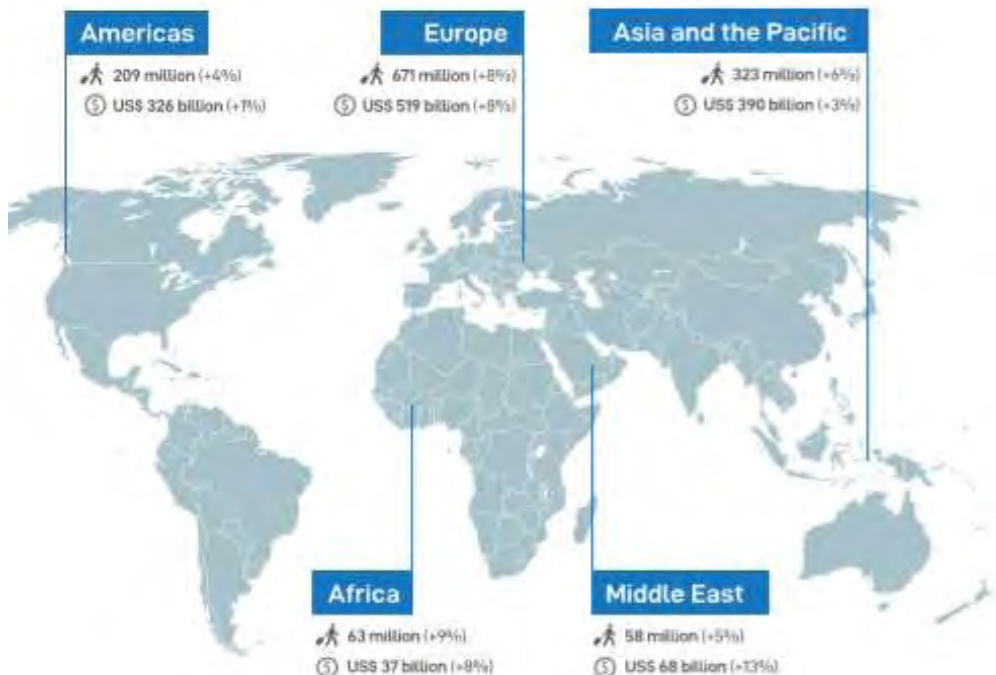 Americas
209 million (+4%)
US$ 326 billion (+1%)
Europe
671 million (+8%)
US$ 519 billion (+8%)
Asia and the Pacific
323 million (+6%)
US$ 390 billion (+3%)
Africa
63 million (+9%)
US$ 37 billion (+8%)
Middle East
58 million (+5%)
US$ 68 billion (+13%)